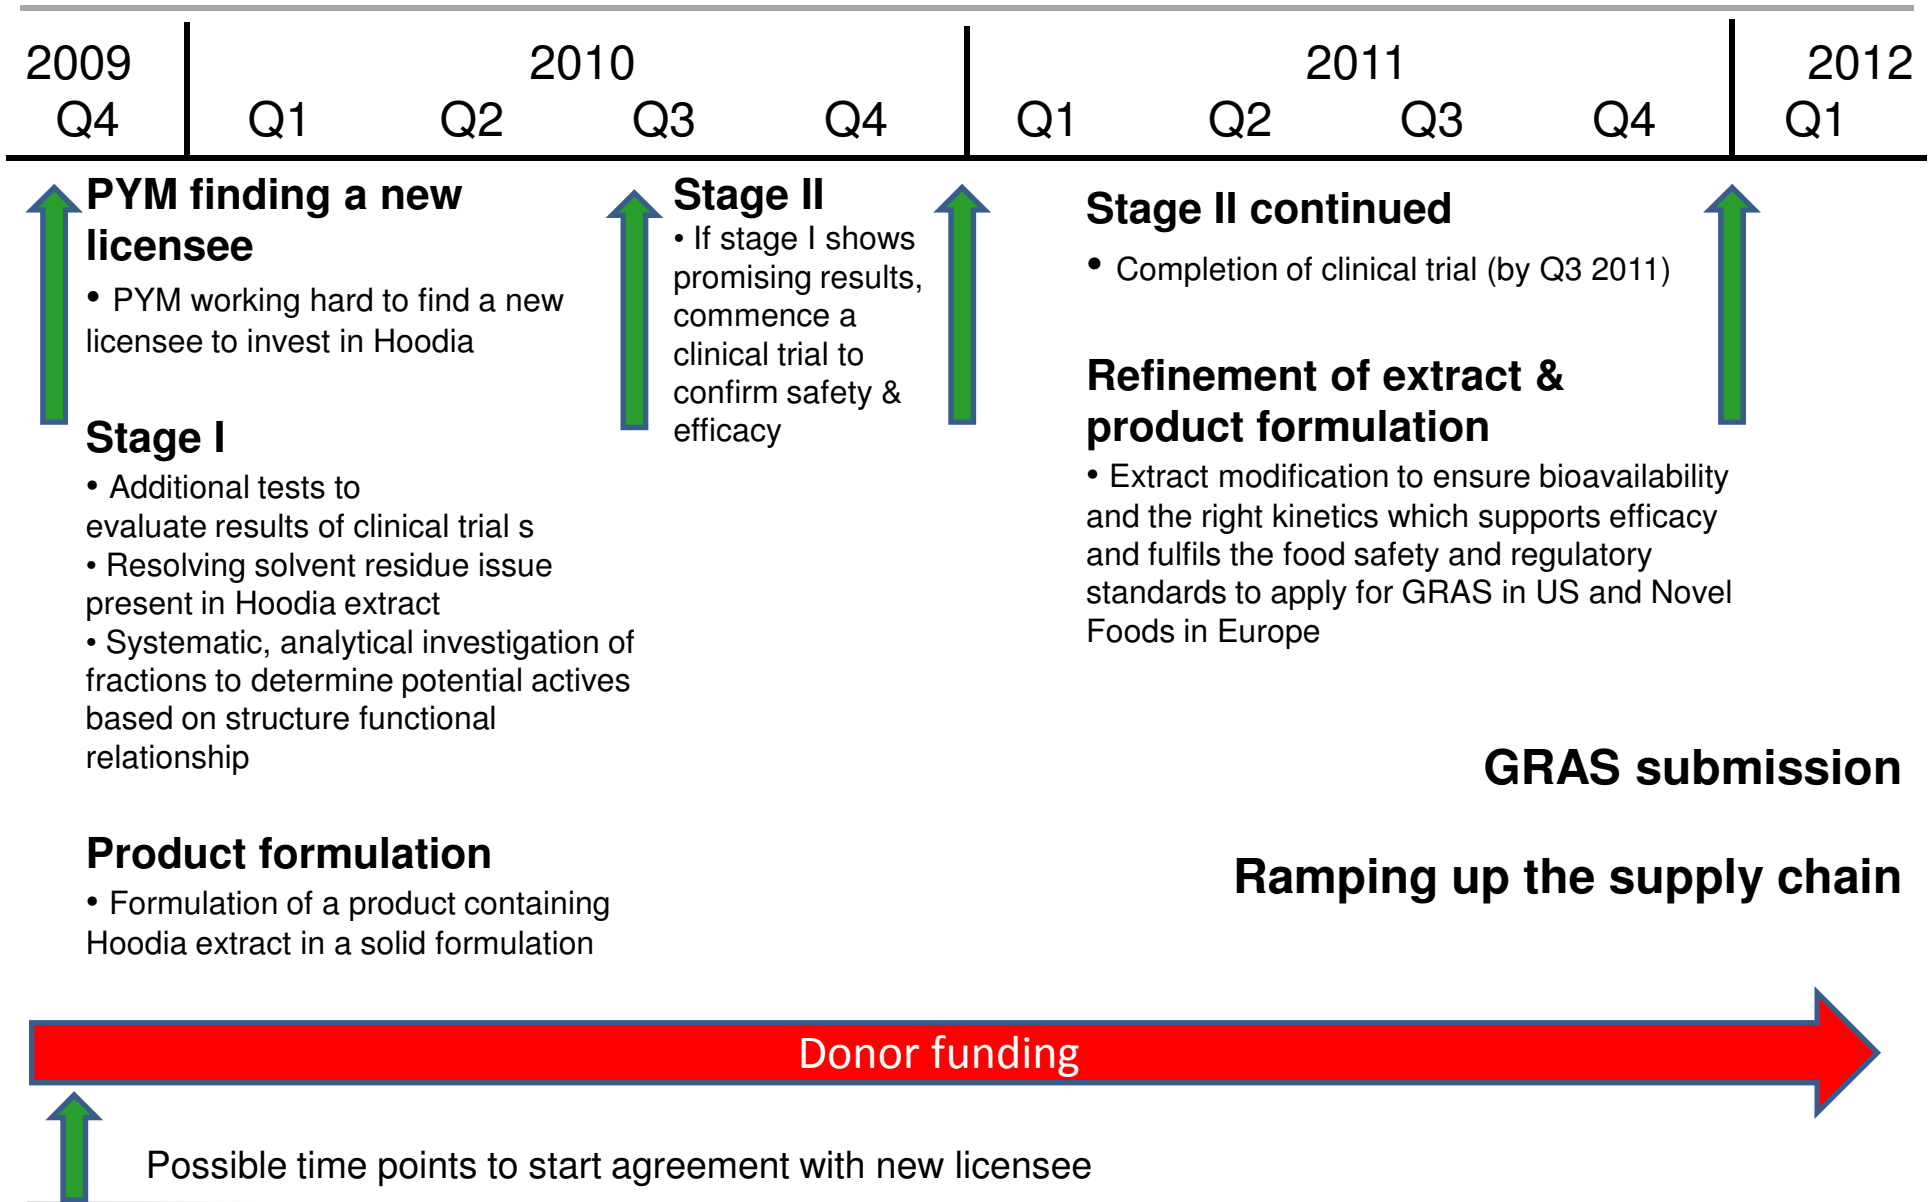 2009 2010 2011 2012
Q4 Q1 Q2 Q3 Q4 Q1 Q2 Q3 Q4 Q1
PYM finding a new
licensee
• PYM working hard to find a new
licensee to invest in Hoodia
Stage I
• Additional tests to
evaluate results of clinical trial s
• Resolving solvent residue issue
present in Hoodia extract
• Systematic, analytical investigation of
fractions to determine potential actives
based on structure functional
relationship
Product formulation
• Formulation of a product containing
Hoodia extract in a solid formulation
Stage II
• If stage I shows
promising results,
commence a
clinical trial to
confirm safety &
efficacy
Stage II continued
• Completion of clinical trial (by Q3 2011)
Refinement of extract &
product formulation
• Extract modification to ensure bioavailability
and the right kinetics which supports efficacy
and fulfils the food safety and regulatory
standards to apply for GRAS in US and Novel
Foods in Europe
GRAS submission
Ramping up the supply chain
Donor funding
Possible time points to start agreement with new licensee